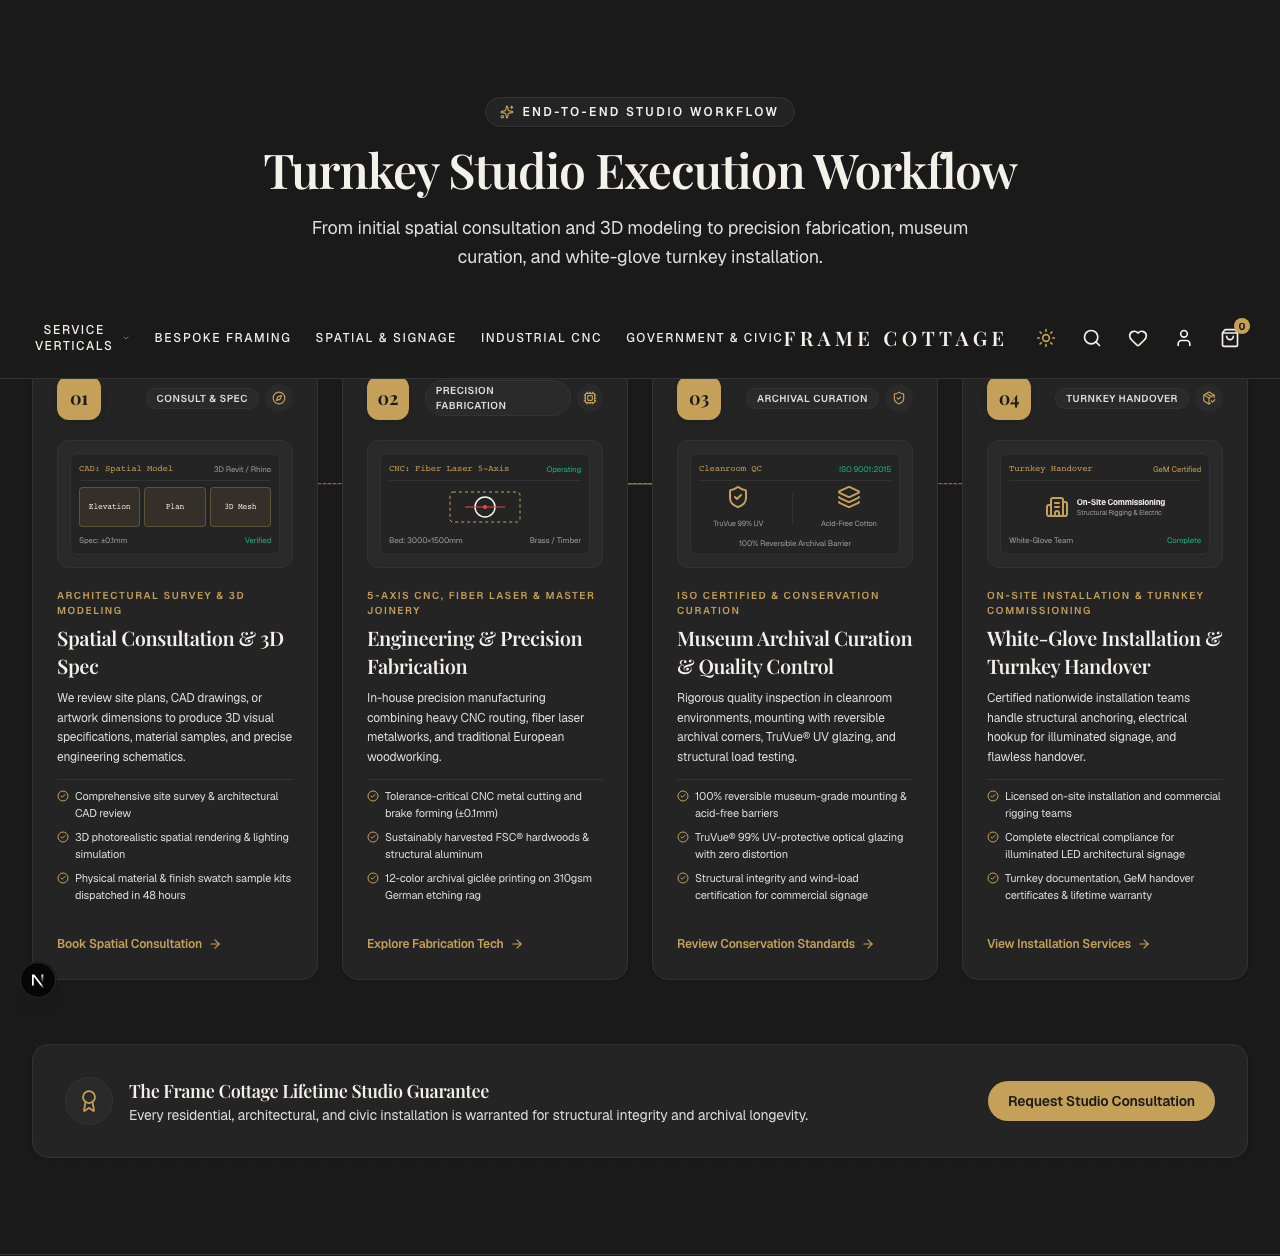 END-TO-END STUDIO WORKFLOW
Turnkey Studio Execution Workflow
From initial spatial consultation and 3D modeling to precision fabrication, museum
curation, and white-glove turnkey installation.
SERVICE
VERTICALS
BESPOKE FRAMING
SPATIAL & SIGNAGE
INDUSTRIAL CNC
GOVERNMENT & CIVIC
FRAME COTTAGE
0
01
CONSULT & SPEC
CAD: Spatial Model
3D Revit / Rhino
Elevation
Plan
3D Mesh
Spec: ±0.1mm
Verified
ARCHITECTURAL SURVEY & 3D
MODELING
Spatial Consultation & 3D
Spec
We review site plans, CAD drawings, or
artwork dimensions to produce 3D visual
specifications, material samples, and precise
engineering schematics.
Comprehensive site survey & architectural
CAD review
3D photorealistic spatial rendering & lighting
simulation
Physical material & finish swatch sample kits
dispatched in 48 hours
Book Spatial Consultation
02
PRECISION
FABRICATION
CNC: Fiber Laser 5-Axis
Operating
Bed: 3000×1500mm
Brass / Timber
5-AXIS CNC, FIBER LASER & MASTER
JOINERY
Engineering & Precision
Fabrication
In-house precision manufacturing
combining heavy CNC routing, fiber laser
metalworks, and traditional European
woodworking.
Tolerance-critical CNC metal cutting and
brake forming (±0.1mm)
Sustainably harvested FSC® hardwoods &
structural aluminum
12-color archival giclée printing on 310gsm
German etching rag
Explore Fabrication Tech
03
ARCHIVAL CURATION
Cleanroom QC
ISO 9001:2015
TruVue 99% UV
Acid-Free Cotton
100% Reversible Archival Barrier
ISO CERTIFIED & CONSERVATION
CURATION
Museum Archival Curation
& Quality Control
Rigorous quality inspection in cleanroom
environments, mounting with reversible
archival corners, TruVue® UV glazing, and
structural load testing.
100% reversible museum-grade mounting &
acid-free barriers
TruVue® 99% UV-protective optical glazing
with zero distortion
Structural integrity and wind-load
certification for commercial signage
Review Conservation Standards
04
TURNKEY HANDOVER
Turnkey Handover
GeM Certified
On-Site Commissioning
Structural Rigging & Electric
White-Glove Team
Complete
ON-SITE INSTALLATION & TURNKEY
COMMISSIONING
White-Glove Installation &
Turnkey Handover
Certified nationwide installation teams
handle structural anchoring, electrical
hookup for illuminated signage, and
flawless handover.
Licensed on-site installation and commercial
rigging teams
Complete electrical compliance for
illuminated LED architectural signage
Turnkey documentation, GeM handover
certificates & lifetime warranty
View Installation Services
N
The Frame Cottage Lifetime Studio Guarantee
Every residential, architectural, and civic installation is warranted for structural integrity and archival longevity.
Request Studio Consultation